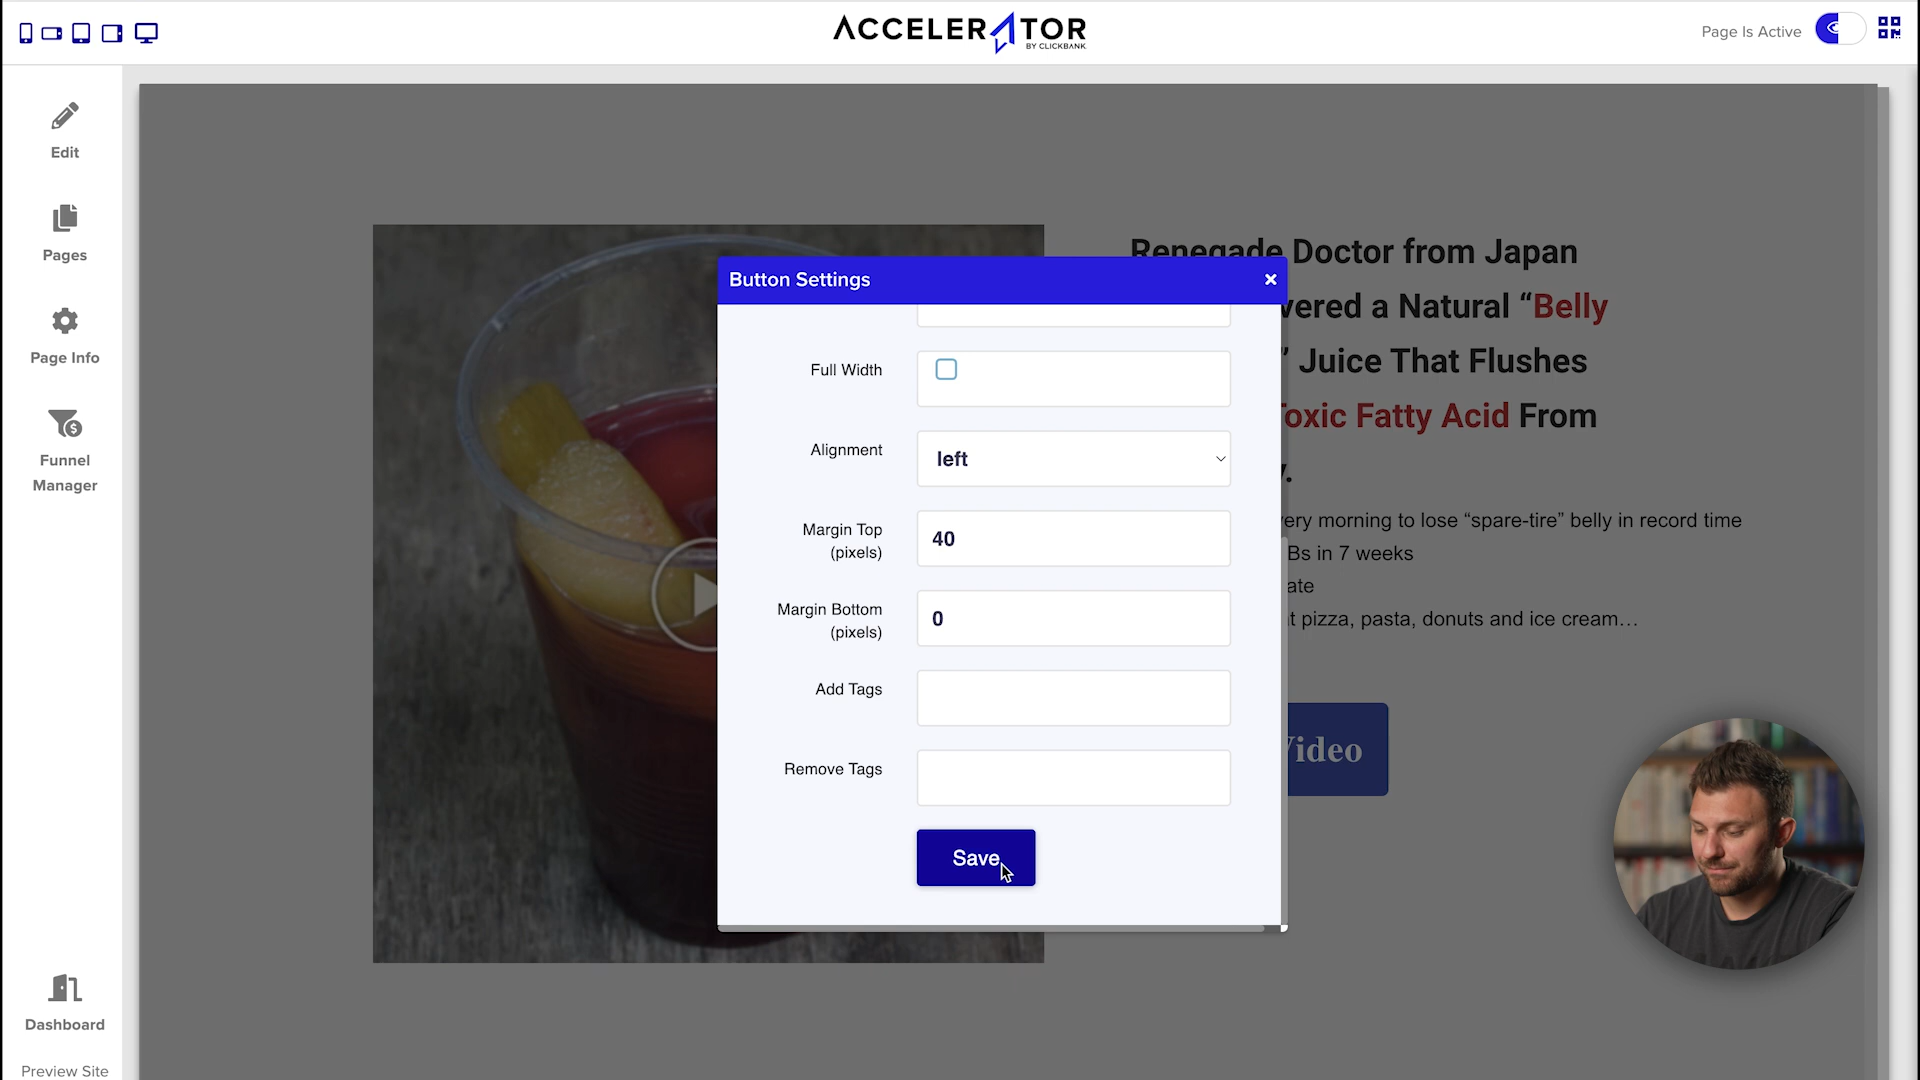 ACCELERATOR
BY CLICKBANK
Page Is Active
Edit
Pages
Page Info
Funnel
Manager
Dashboard
Preview Site
Button Settings
Full Width
Alignment
left
Margin Top
(pixels)
40
Margin Bottom
(pixels)
0
Add Tags
Remove Tags
Save
Renegade Doctor from Japan
vered a Natural “Belly
” Juice That Flushes
Toxic Fatty Acid From
ery morning to lose “spare-tire” belly in record time
Bs in 7 weeks
ate
t pizza, pasta, donuts and ice cream…
Video